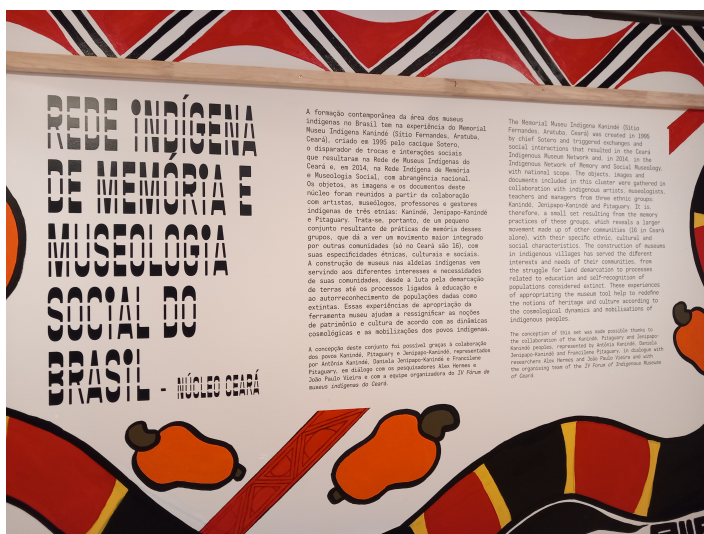 REDE INDÍGENA
DE MEMÓRIA E
MUSEOLOGIA
SOCIAL DO
BRASIL - NÚCLEO CEARÁ
A formação contemporânea da área dos museus
indígenas no Brasil tem na experiência do Memorial
Museu Indígena Kanindé (Sítio Fernandes, Aratuba,
Ceará), criado em 1995 pelo cacique Sotero,
o disparador de trocas e interações sociais
que resultaram na Rede de Museus Indígenas do
Ceará e, em 2014, na Rede Indígena de Memória
e Museologia Social, com abrangência nacional.
Os objetos, as imagens e os documentos deste
núcleo foram reunidos a partir da colaboração
com artistas, museólogos, professores e gestores
indígenas de três etnias: Kanindé, Jenipapo-Kanindé
e Pitaguary. Trata-se, portanto, de um pequeno
conjunto resultante de práticas de memória desses
grupos, que dá a ver um movimento maior integrado
por outras comunidades (só no Ceará são 16), com
suas especificidades étnicas, culturais e sociais.
A construção de museus nas aldeias indígenas vem
servindo aos diferentes interesses e necessidades
de suas comunidades, desde a luta pela demarcação
de terras até os processos ligados à educação e
ao autorreconhecimento de populações dadas como
extintas. Essas experiências de apropriação da
ferramenta museu ajudam a ressignificar as noções
de patrimônio e cultura de acordo com as dinâmicas
cosmológicas e as mobilizações dos povos indígenas.
A concepção deste conjunto foi possível graças à colaboração
dos povos Kanindé, Pitaguary e Jenipapo-Kanindé, representados
por Antônia Kanindé, Daniela Jenipapo-Kanindé e Francilene
Pitaguary, em diálogo com os pesquisadores Alex Hermes e
João Paulo Vieira e com a equipe organizadora do IV Fórum de
museus indígenas do Ceará.
The Memorial Museu Indígena Kanindé (Sítio
Fernandes, Aratuba, Ceará) was created in 1995
by chief Sotero and triggered exchanges and
social interactions that resulted in the Ceará
Indigenous Museum Network and, in 2014, in the
Indigenous Network of Memory and Social Museology,
with national scope. The objects, images and
documents included in this cluster were gathered in
collaboration with indigenous artists, museologists,
teachers and managers from three ethnic groups:
Kanindé, Jenipapo-Kanindé and Pitaguary. It is,
therefore, a small set resulting from the memory
practices of these groups, which reveals a larger
movement made up of other communities (16 in Ceará
alone), with their specific ethnic, cultural and
social characteristics. The construction of museums
in indigenous villages has served the different
interests and needs of their communities, from
the struggle for land demarcation to processes
related to education and self-recognition of
populations considered extinct. These experiences
of appropriating the museum tool help to redefine
the notions of heritage and culture according to
the cosmological dynamics and mobilisations of
indigenous peoples.
The conception of this set was made possible thanks to
the collaboration of the Kanindé, Pitaguary and Jenipapo-
Kanindé peoples, represented by Antônia Kanindé, Daniela
Jenipapo-Kanindé and Francilene Pitaguary, in dialogue with
researchers Alex Hermes and João Paulo Vieira and with
the organising team of the IV Forum of Indigenous Museums
of Ceará.